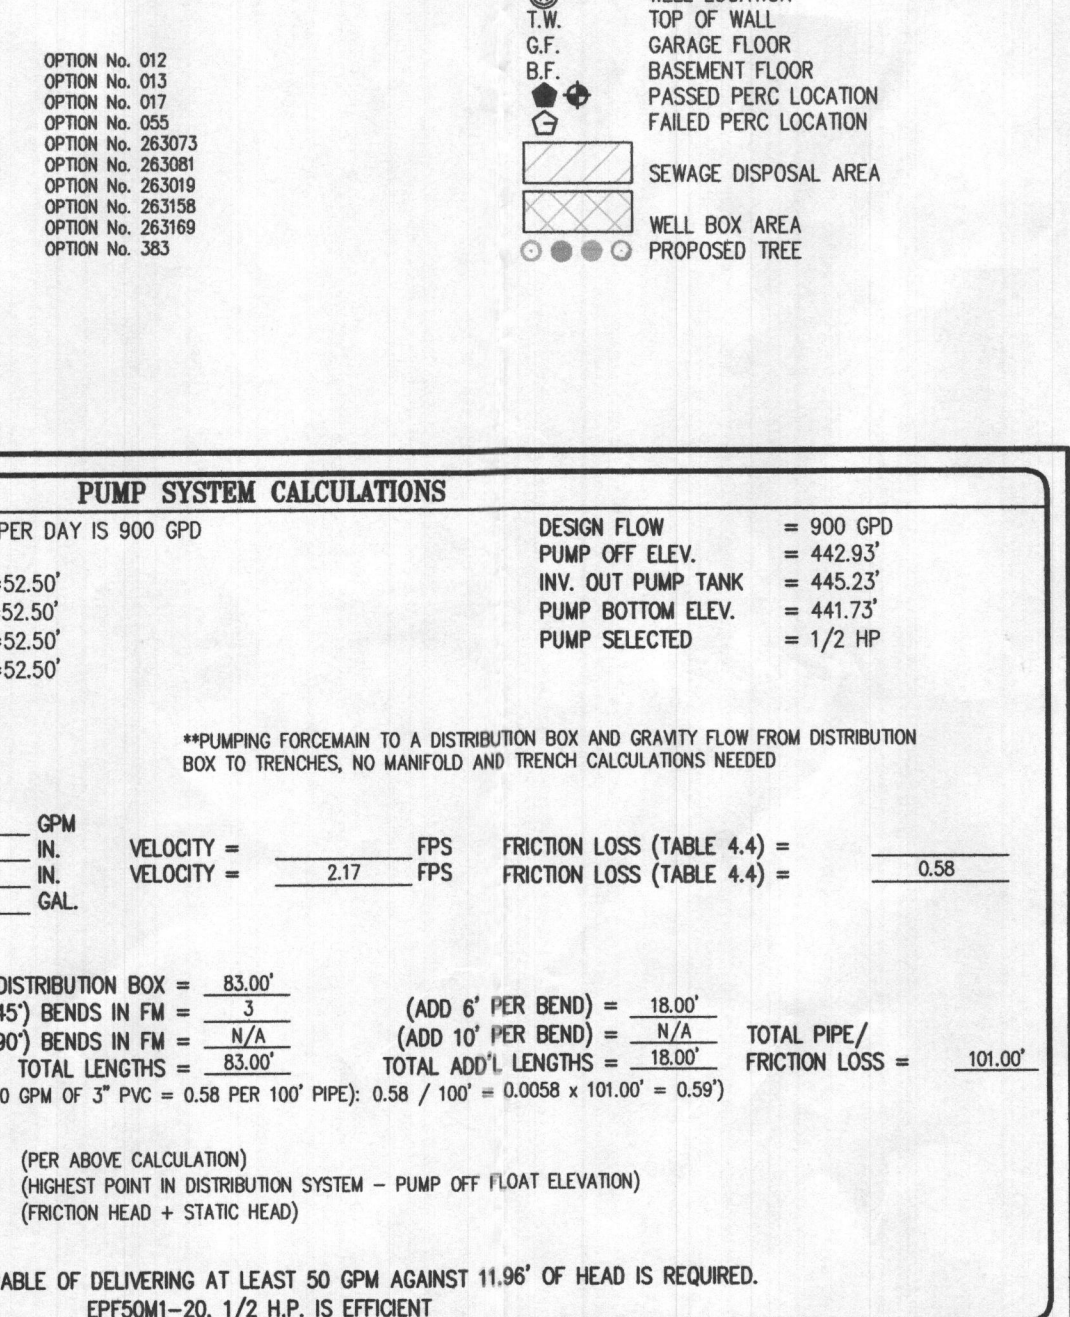 WELL LOCATION
T.W. TOP OF WALL
G.F. GARAGE FLOOR
B.F. BASEMENT FLOOR
PASSED PERC LOCATION
FAILED PERC LOCATION
SEWAGE DISPOSAL AREA
WELL BOX AREA
PROPOSED TREE
OPTION No. 012
OPTION No. 013
OPTION No. 017
OPTION No. 055
OPTION No. 263073
OPTION No. 263081
OPTION No. 263019
OPTION No. 263158
OPTION No. 263169
OPTION No. 383
PUMP SYSTEM CALCULATIONS
PER DAY IS 900 GPD
=52.50'
=52.50'
=52.50'
=52.50'
DESIGN FLOW = 900 GPD
PUMP OFF ELEV. = 442.93'
INV. OUT PUMP TANK = 445.23'
PUMP BOTTOM ELEV. = 441.73'
PUMP SELECTED = 1/2 HP
**PUMPING FORCEMAIN TO A DISTRIBUTION BOX AND GRAVITY FLOW FROM DISTRIBUTION
BOX TO TRENCHES, NO MANIFOLD AND TRENCH CALCULATIONS NEEDED
GPM
IN. VELOCITY = FPS FRICTION LOSS (TABLE 4.4) =
IN. VELOCITY = 2.17 FPS FRICTION LOSS (TABLE 4.4) = 0.58
GAL.
DISTRIBUTION BOX = 83.00'
45°) BENDS IN FM = 3 (ADD 6' PER BEND) = 18.00'
90°) BENDS IN FM = N/A (ADD 10' PER BEND) = N/A TOTAL PIPE/
TOTAL LENGTHS = 83.00' TOTAL ADD'L LENGTHS = 18.00' FRICTION LOSS = 101.00'
0 GPM OF 3" PVC = 0.58 PER 100' PIPE): 0.58 / 100' = 0.0058 x 101.00' = 0.59')
(PER ABOVE CALCULATION)
(HIGHEST POINT IN DISTRIBUTION SYSTEM – PUMP OFF FLOAT ELEVATION)
(FRICTION HEAD + STATIC HEAD)
ABLE OF DELIVERING AT LEAST 50 GPM AGAINST 11.96' OF HEAD IS REQUIRED.
EPF50M1-20, 1/2 H.P. IS EFFICIENT